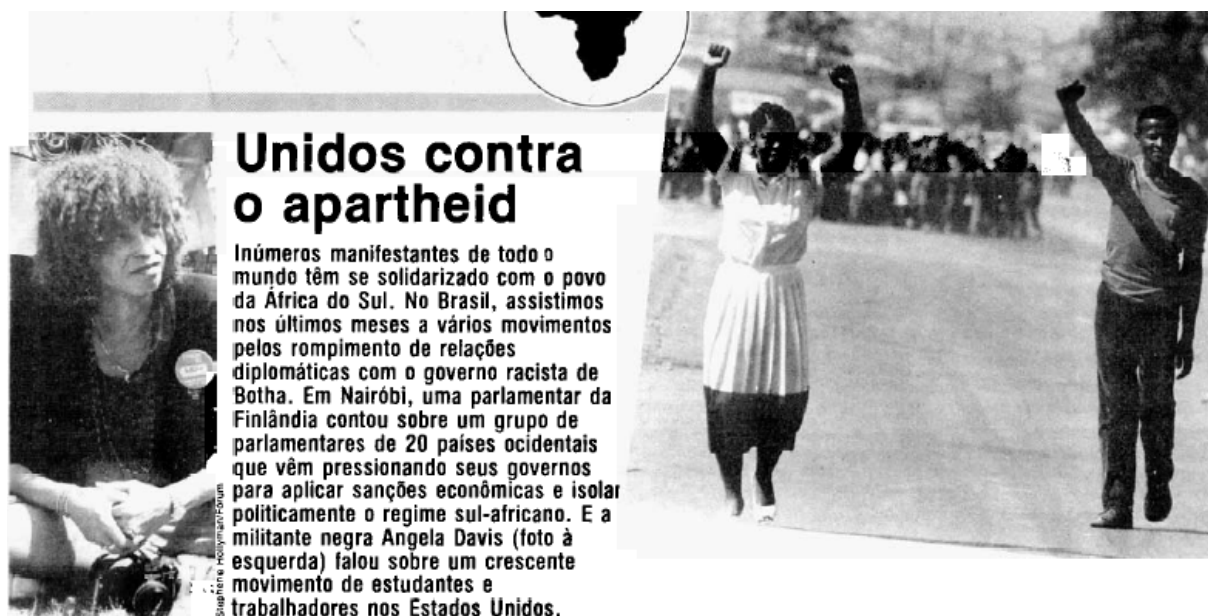 Unidos contra
o apartheid
Inúmeros manifestantes de todo o
mundo têm se solidarizado com o povo
da África do Sul. No Brasil, assistimos
nos últimos meses a vários movimentos
pelos rompimento de relações
diplomáticas com o governo racista de
Botha. Em Nairóbi, uma parlamentar da
Finlândia contou sobre um grupo de
parlamentares de 20 países ocidentais
que vêm pressionando seus governos
para aplicar sanções econômicas e isolar
politicamente o regime sul-africano. E a
militante negra Angela Davis (foto à
esquerda) falou sobre um crescente
movimento de estudantes e
trabalhadores nos Estados Unidos.
Stephenie Hollyman/Forum